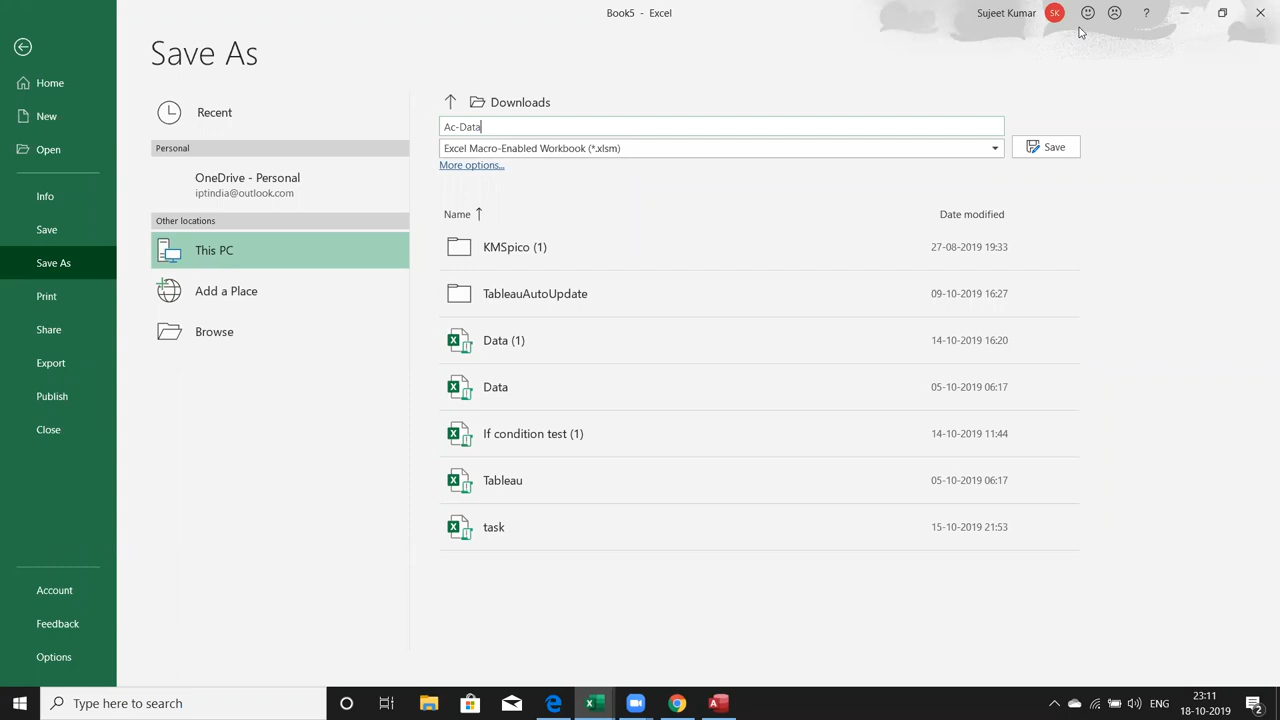 Book5 - Excel
Sujeet Kumar
SK
?
Save As
Home
New
Open
Info
Save
Save As
Print
Share
Export
Publish
Close
Account
Feedback
Options
Recent
Personal
OneDrive - Personal
iptindia@outlook.com
Other locations
This PC
Add a Place
Browse
Downloads
Ac-Data
Excel Macro-Enabled Workbook (*.xlsm)
Save
More options...
Name Date modified
KMSpico (1) 27-08-2019 19:33
TableauAutoUpdate 09-10-2019 16:27
Data (1) 14-10-2019 16:20
Data 05-10-2019 06:17
If condition test (1) 14-10-2019 11:44
Tableau 05-10-2019 06:17
task 15-10-2019 21:53
Type here to search
ENG
23:11
18-10-2019
2